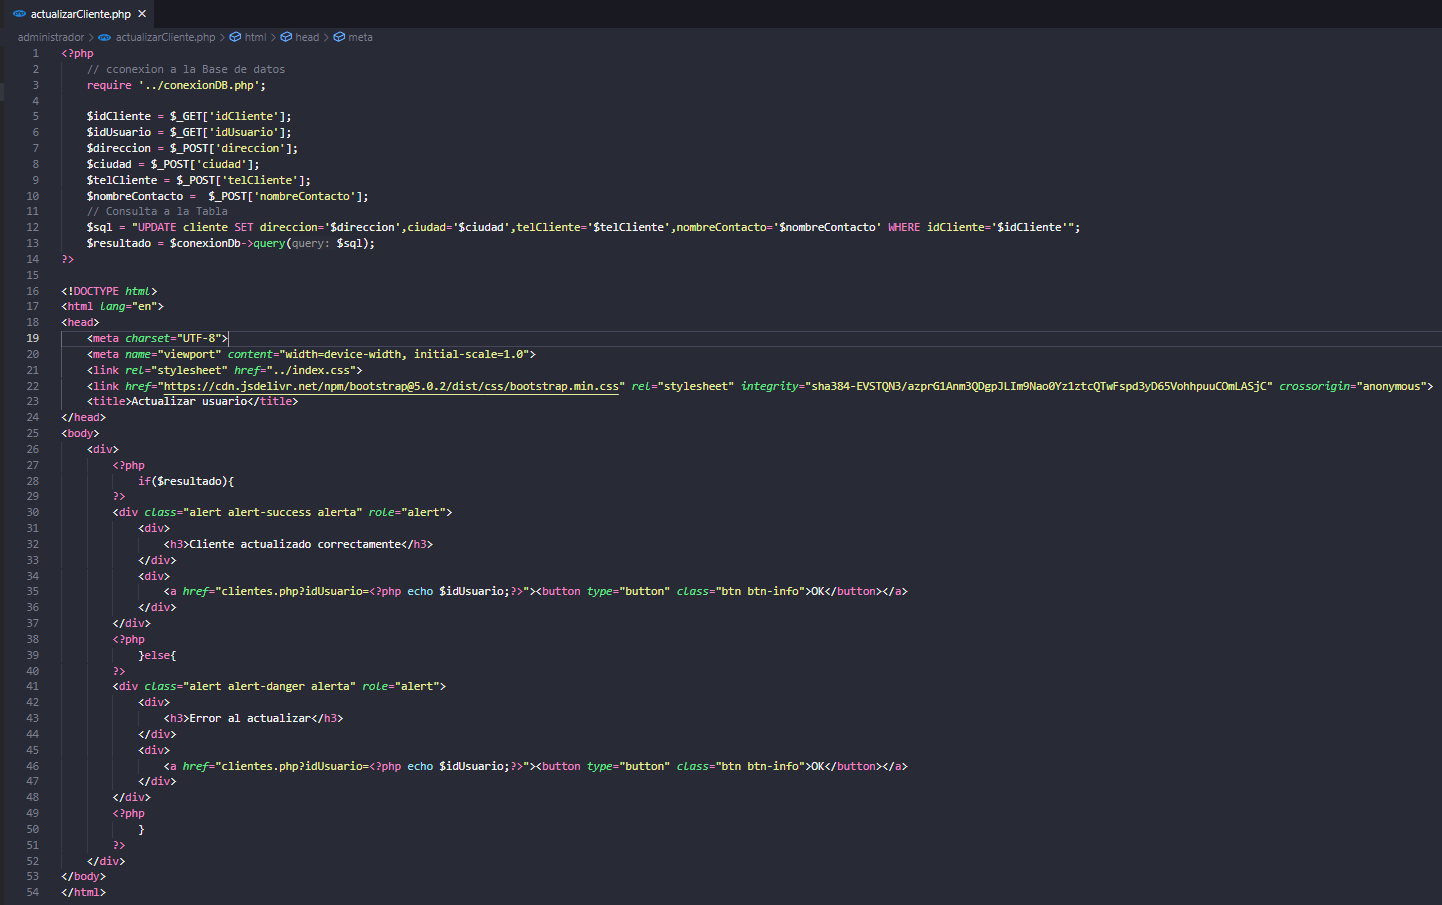 actualizarCliente.php ×
administrador > actualizarCliente.php > html > head > meta
1 <?php
2 // cconexion a la Base de datos
3 require '../conexionDB.php';
4
5 $idCliente = $_GET['idCliente'];
6 $idUsuario = $_GET['idUsuario'];
7 $direccion = $_POST['direccion'];
8 $ciudad = $_POST['ciudad'];
9 $telCliente = $_POST['telCliente'];
10 $nombreContacto =  $_POST['nombreContacto'];
11 // Consulta a la Tabla
12 $sql = "UPDATE cliente SET direccion='$direccion',ciudad='$ciudad',telCliente='$telCliente',nombreContacto='$nombreContacto' WHERE idCliente='$idCliente'";
13 $resultado = $conexionDb->query(query: $sql);
14 ?>
15
16 <!DOCTYPE html>
17 <html lang="en">
18 <head>
19 <meta charset="UTF-8">
20 <meta name="viewport" content="width=device-width, initial-scale=1.0">
21 <link rel="stylesheet" href="../index.css">
22 <link href="https://cdn.jsdelivr.net/npm/bootstrap@5.0.2/dist/css/bootstrap.min.css" rel="stylesheet" integrity="sha384-EVSTQN3/azprG1Anm3QDgpJLIm9Nao0Yz1ztcQTwFspd3yD65VohhpuuCOmLASjC" crossorigin="anonymous">
23 <title>Actualizar usuario</title>
24 </head>
25 <body>
26 <div>
27 <?php
28 if($resultado){
29 ?>
30 <div class="alert alert-success alerta" role="alert">
31 <div>
32 <h3>Cliente actualizado correctamente</h3>
33 </div>
34 <div>
35 <a href="clientes.php?idUsuario=<?php echo $idUsuario;?>"><button type="button" class="btn btn-info">OK</button></a>
36 </div>
37 </div>
38 <?php
39 }else{
40 ?>
41 <div class="alert alert-danger alerta" role="alert">
42 <div>
43 <h3>Error al actualizar</h3>
44 </div>
45 <div>
46 <a href="clientes.php?idUsuario=<?php echo $idUsuario;?>"><button type="button" class="btn btn-info">OK</button></a>
47 </div>
48 </div>
49 <?php
50 }
51 ?>
52 </div>
53 </body>
54 </html>